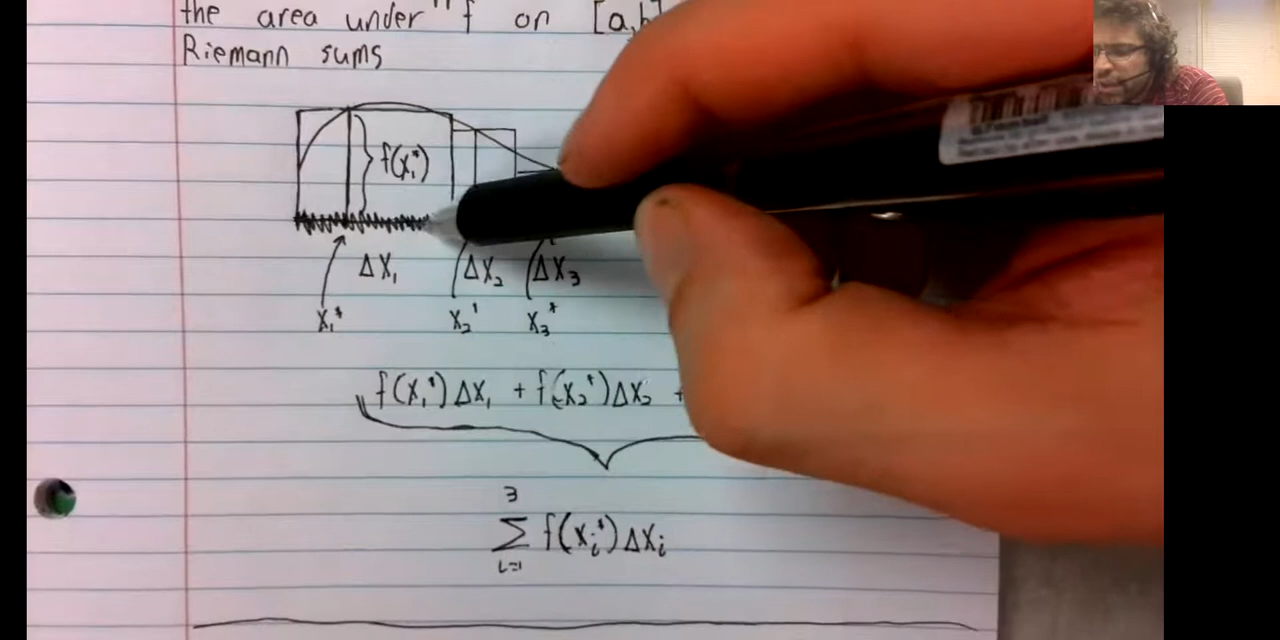 the area under f on [a,b]
Riemann sums
f(x₁*)
Δx₁ Δx₂ Δx₃
x₁* x₂* x₃*
f(x₁*)Δx₁ + f(x₂*)Δx₂ +
3
∑ f(xᵢ*)Δxᵢ
i=1